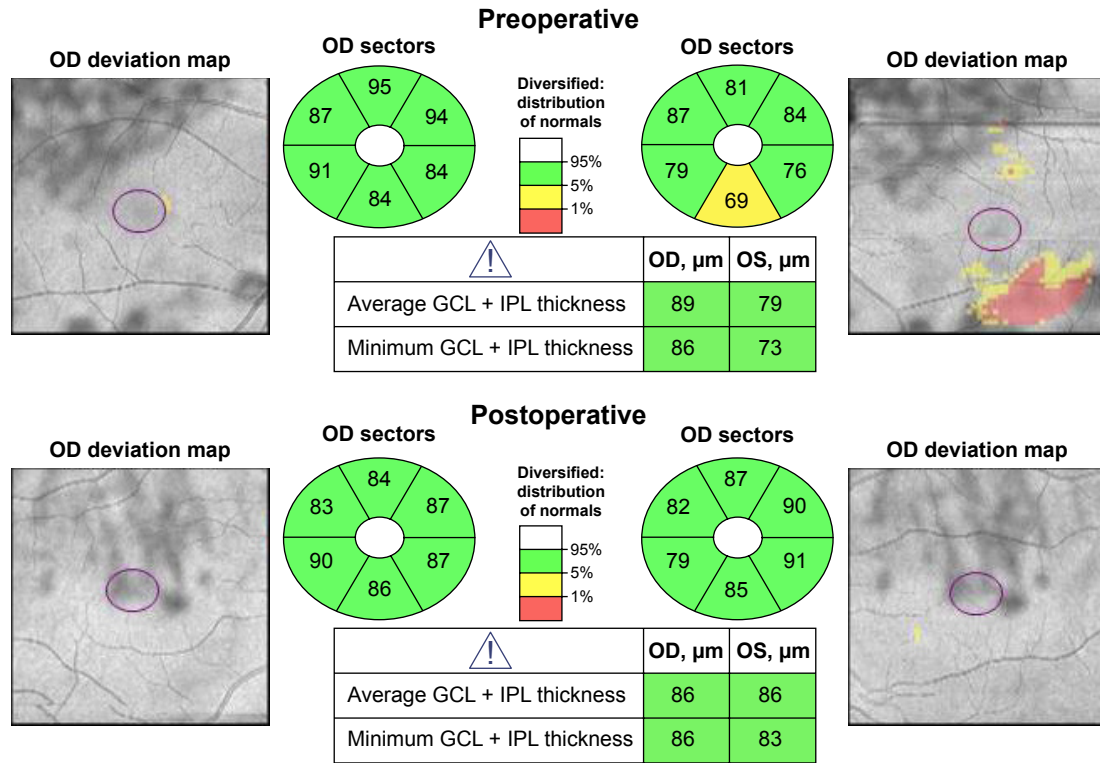 Preoperative
OD deviation map
OD sectors
95
87
94
91
84
84
Diversified:
distribution
of normals
95%
5%
1%
OD sectors
81
87
84
79
76
69
OD deviation map
! OD, µm OS, µm
Average GCL + IPL thickness 89 79
Minimum GCL + IPL thickness 86 73
Postoperative
OD deviation map
OD sectors
84
83
87
90
87
86
Diversified:
distribution
of normals
95%
5%
1%
OD sectors
87
82
90
79
91
85
OD deviation map
! OD, µm OS, µm
Average GCL + IPL thickness 86 86
Minimum GCL + IPL thickness 86 83